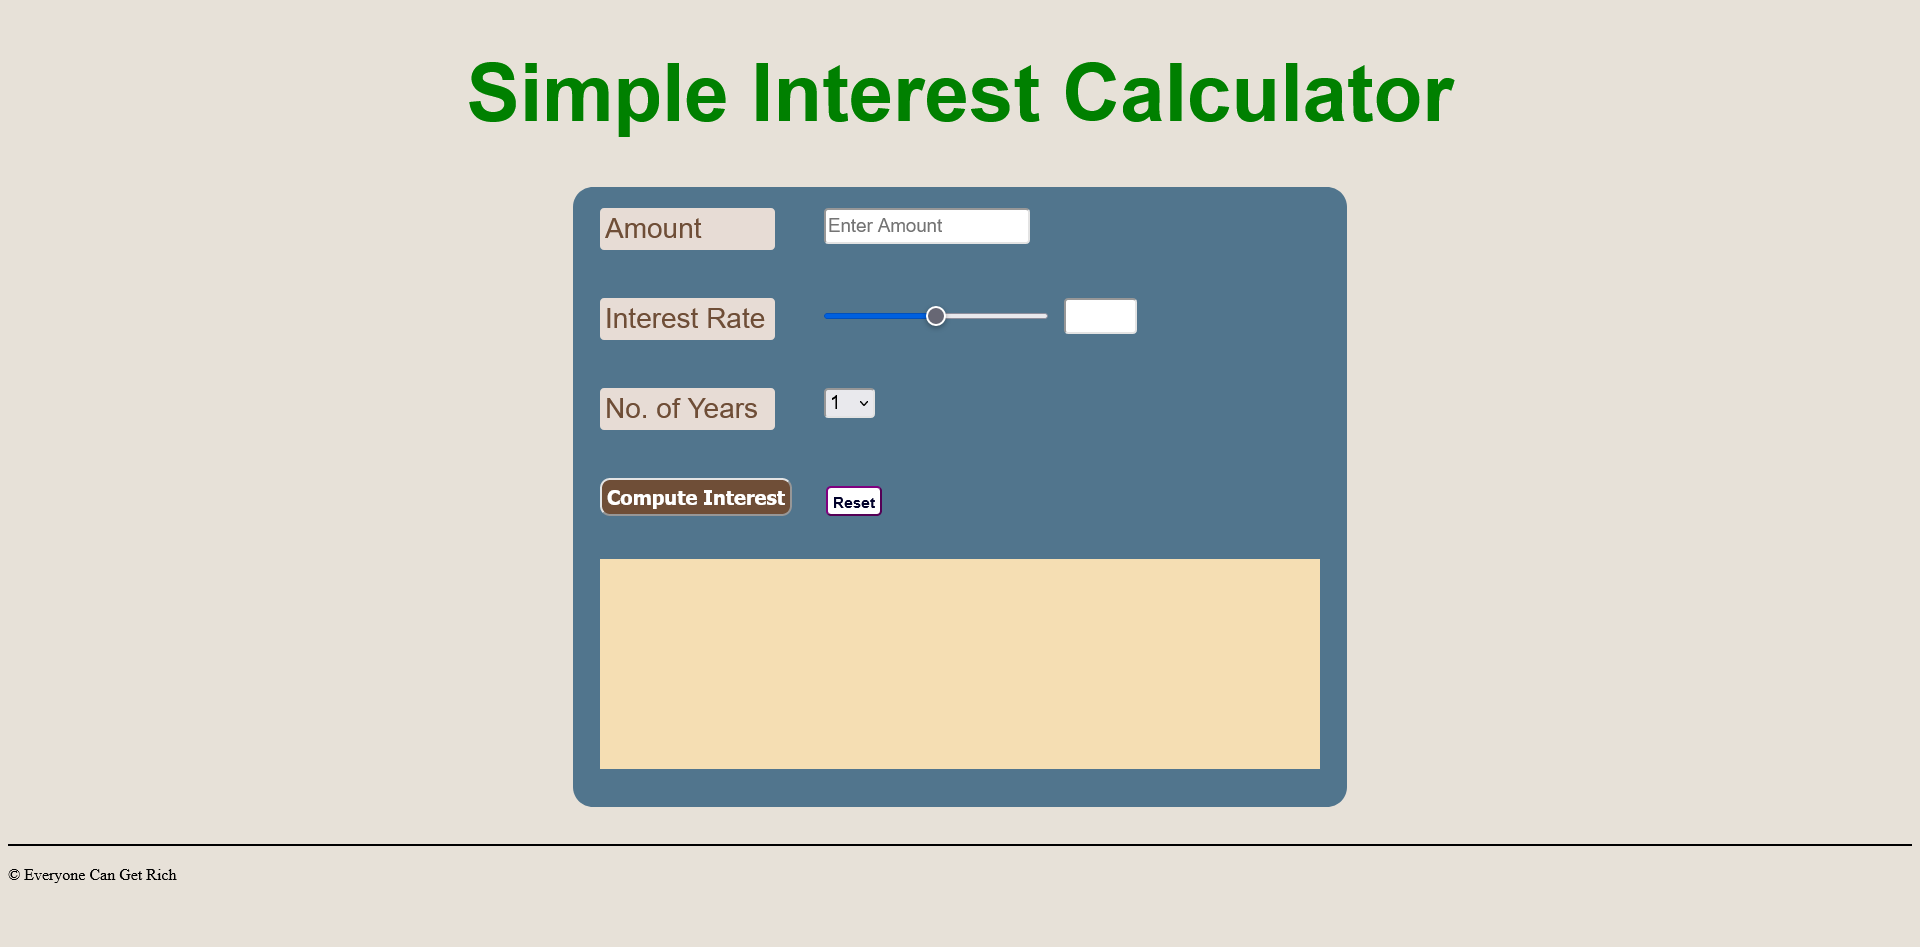 Simple Interest Calculator
Amount Enter Amount
Interest Rate
No. of Years 1
Compute Interest Reset
© Everyone Can Get Rich